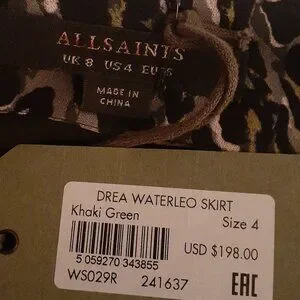 ALLSAINTS
UK 8 US 4 EU 36
MADE IN
CHINA
DREA WATERLEO SKIRT
Khaki Green
Size 4
USD $198.00
5 059270 343855
WS029R 241637
EAC